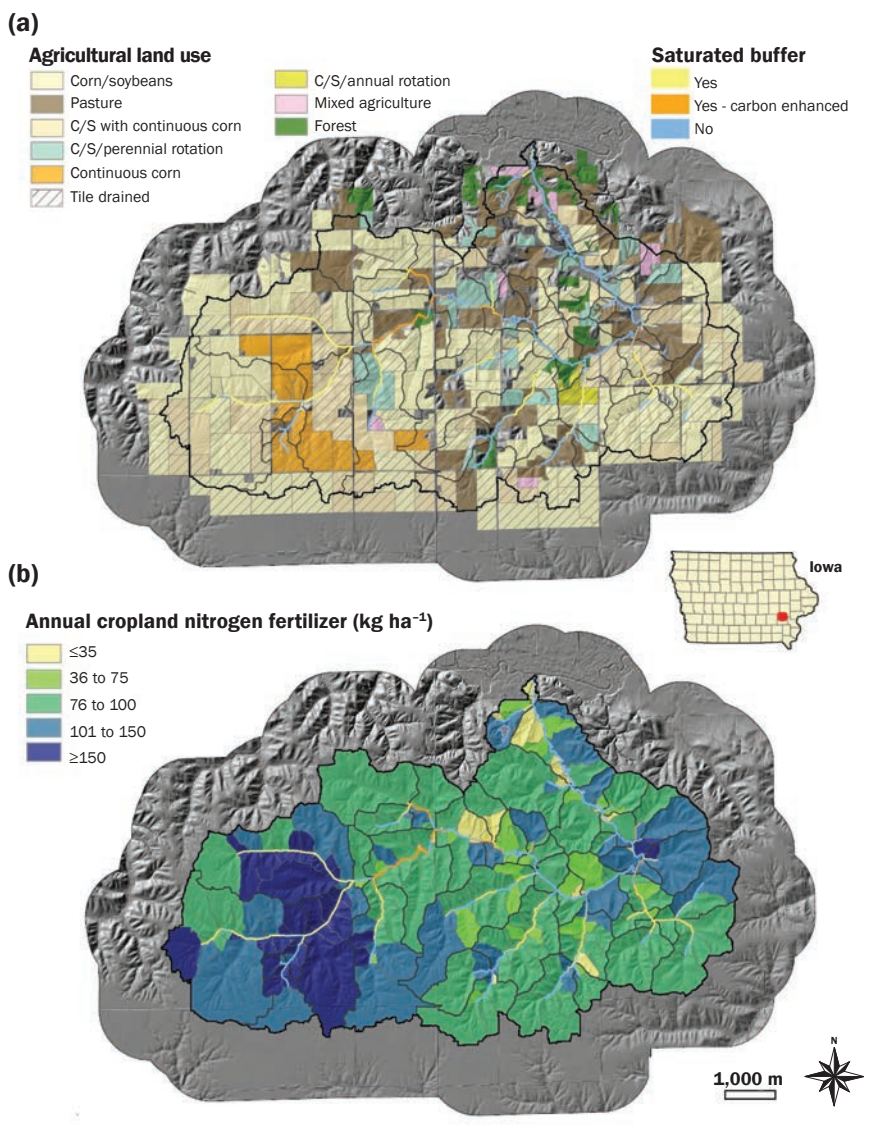 (a)
Agricultural land use
Corn/soybeans
Pasture
C/S with continuous corn
C/S/perennial rotation
Continuous corn
Tile drained
C/S/annual rotation
Mixed agriculture
Forest
Saturated buffer
Yes
Yes - carbon enhanced
No
Iowa
(b)
Annual cropland nitrogen fertilizer (kg ha⁻¹)
≤35
36 to 75
76 to 100
101 to 150
≥150
N
1,000 m